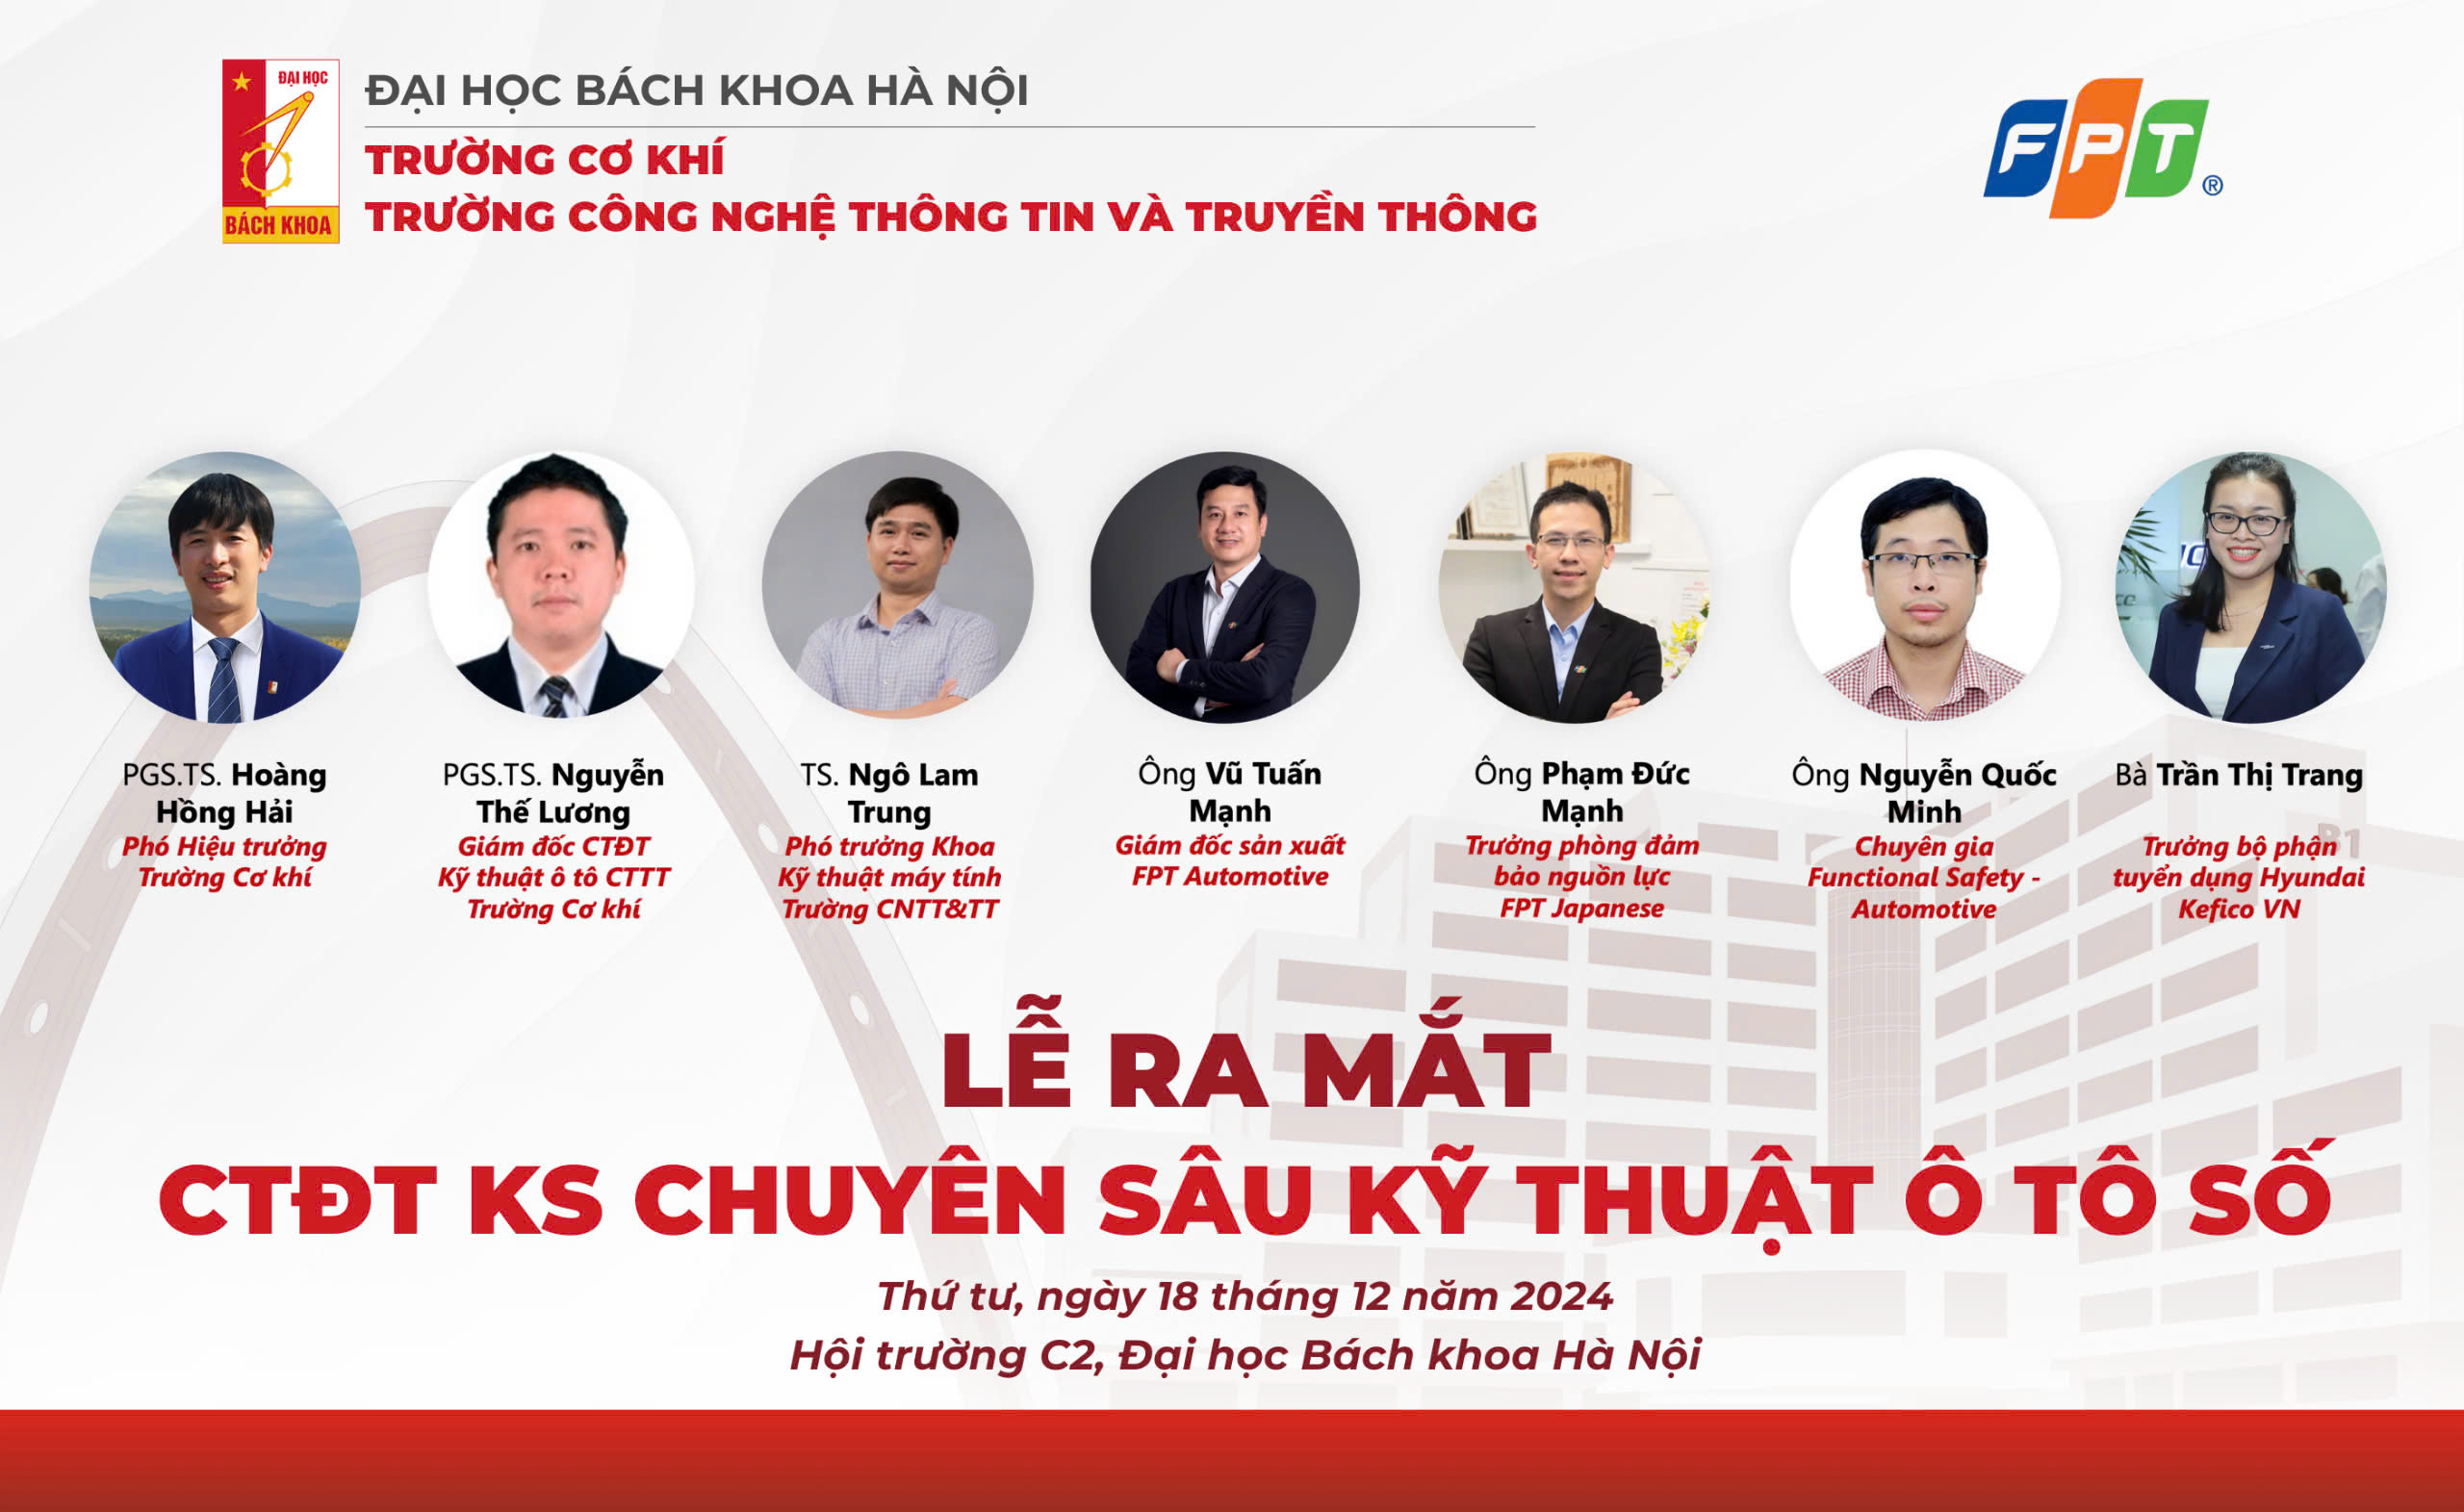 ĐẠI HỌC
BÁCH KHOA
ĐẠI HỌC BÁCH KHOA HÀ NỘI
TRƯỜNG CƠ KHÍ
TRƯỜNG CÔNG NGHỆ THÔNG TIN VÀ TRUYỀN THÔNG
FPT®
PGS.TS. Hoàng
Hồng Hải
Phó Hiệu trưởng
Trường Cơ khí
PGS.TS. Nguyễn
Thế Lương
Giám đốc CTĐT
Kỹ thuật ô tô CTTT
Trường Cơ khí
TS. Ngô Lam
Trung
Phó trưởng Khoa
Kỹ thuật máy tính
Trường CNTT&TT
Ông Vũ Tuấn
Mạnh
Giám đốc sản xuất
FPT Automotive
Ông Phạm Đức
Mạnh
Trưởng phòng đảm
bảo nguồn lực
FPT Japanese
Ông Nguyễn Quốc
Minh
Chuyên gia
Functional Safety -
Automotive
Bà Trần Thị Trang
Trưởng bộ phận
tuyển dụng Hyundai
Kefico VN
B1
LỄ RA MẮT
CTĐT KS CHUYÊN SÂU KỸ THUẬT Ô TÔ SỐ
Thứ tư, ngày 18 tháng 12 năm 2024
Hội trường C2, Đại học Bách khoa Hà Nội